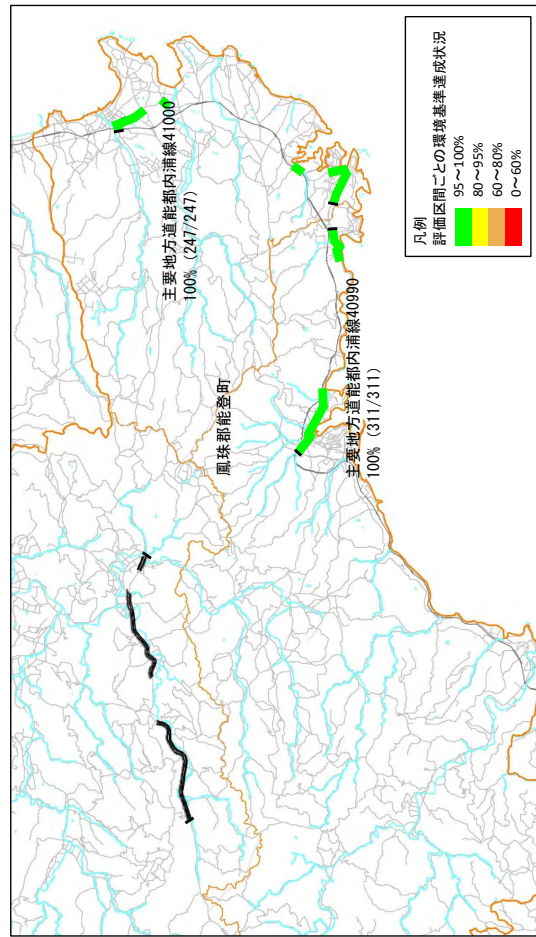 主要地方道能都内浦線41000
100% (247/247)
鳳珠郡能登町
主要地方道能都内浦線40990
100% (311/311)
凡例
評価区間ごとの環境基準達成状況
95～100%
80～95%
60～80%
0～60%